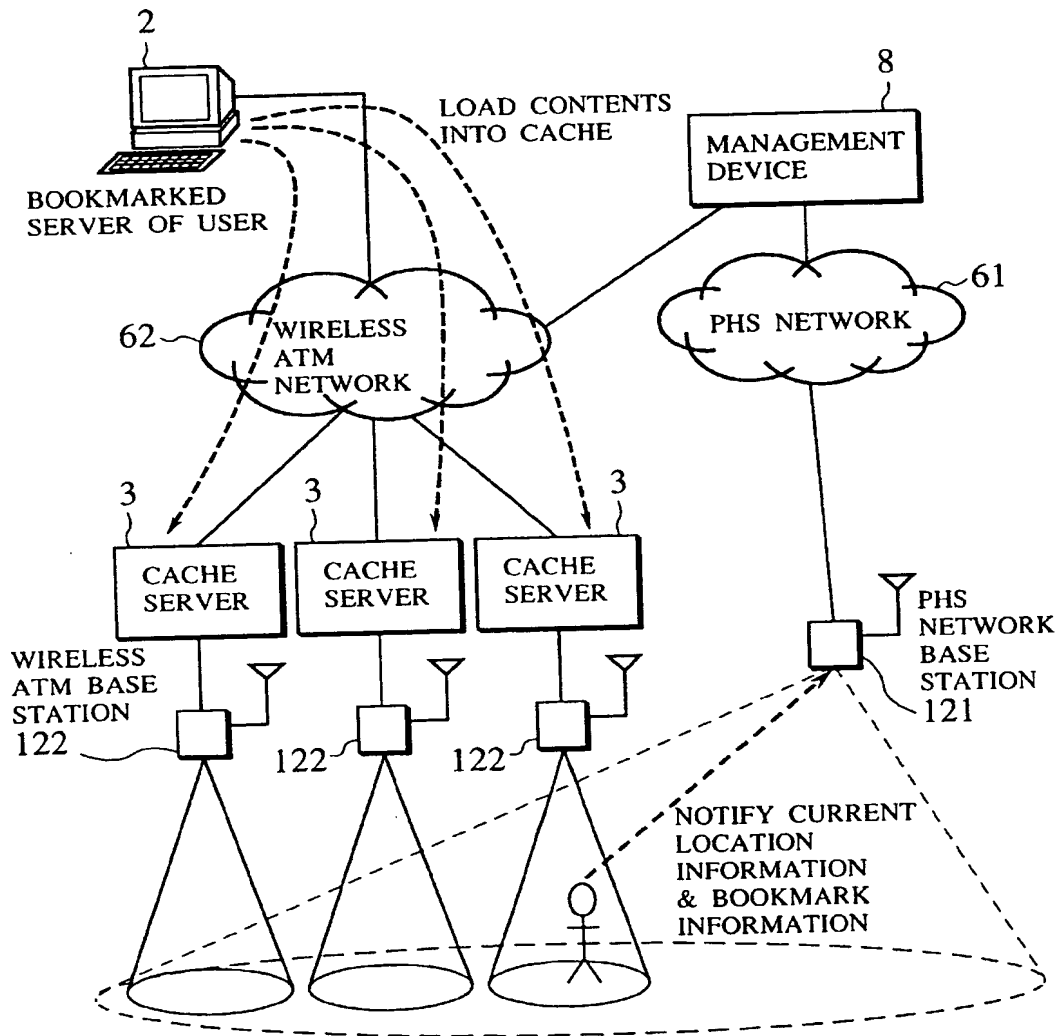 2
8
LOAD CONTENTS
INTO CACHE
MANAGEMENT
DEVICE
BOOKMARKED
SERVER OF USER
61
62
WIRELESS
ATM
NETWORK
PHS NETWORK
3
3
3
CACHE
SERVER
CACHE
SERVER
CACHE
SERVER
PHS
NETWORK
BASE
STATION
121
WIRELESS
ATM BASE
STATION
122
122
122
NOTIFY CURRENT
LOCATION
INFORMATION
& BOOKMARK
INFORMATION